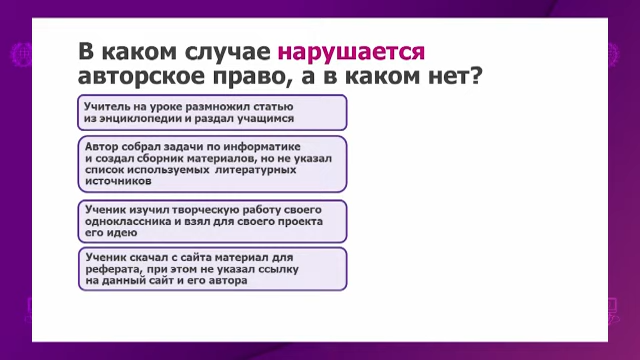 В каком случае нарушается
авторское право, а в каком нет?
Учитель на уроке размножил статью
из энциклопедии и раздал учащимся
Автор собрал задачи по информатике
и создал сборник материалов, но не указал
список используемых литературных
источников
Ученик изучил творческую работу своего
одноклассника и взял для своего проекта
его идею
Ученик скачал с сайта материал для
реферата, при этом не указал ссылку
на данный сайт и его автора